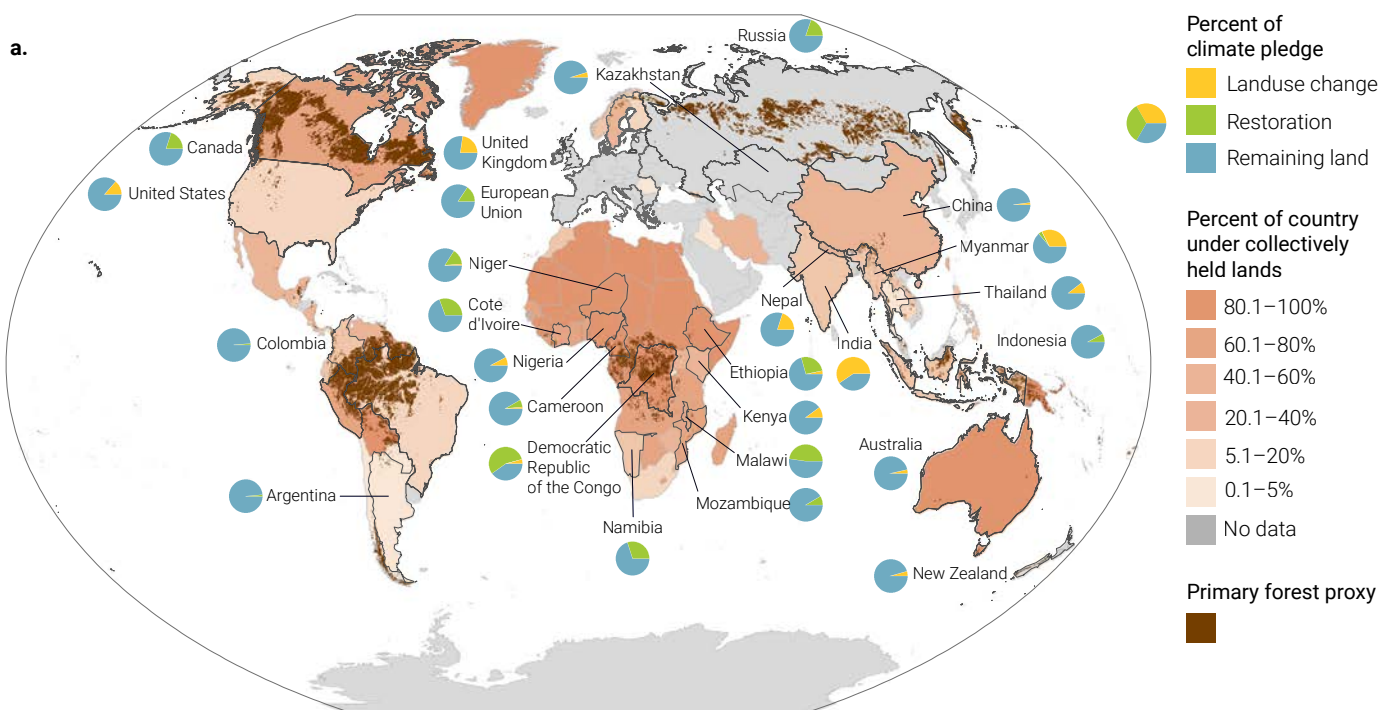 a.
Russia
Kazakhstan
Canada
United States
United
Kingdom
European
Union
Niger
Cote
d'Ivoire
Colombia
Nigeria
Cameroon
Democratic
Republic
of the Congo
Argentina
Namibia
China
Myanmar
Nepal
Thailand
India
Indonesia
Ethiopia
Kenya
Malawi
Mozambique
Australia
New Zealand
Percent of
climate pledge
Landuse change
Restoration
Remaining land
Percent of country
under collectively
held lands
80.1–100%
60.1–80%
40.1–60%
20.1–40%
5.1–20%
0.1–5%
No data
Primary forest proxy